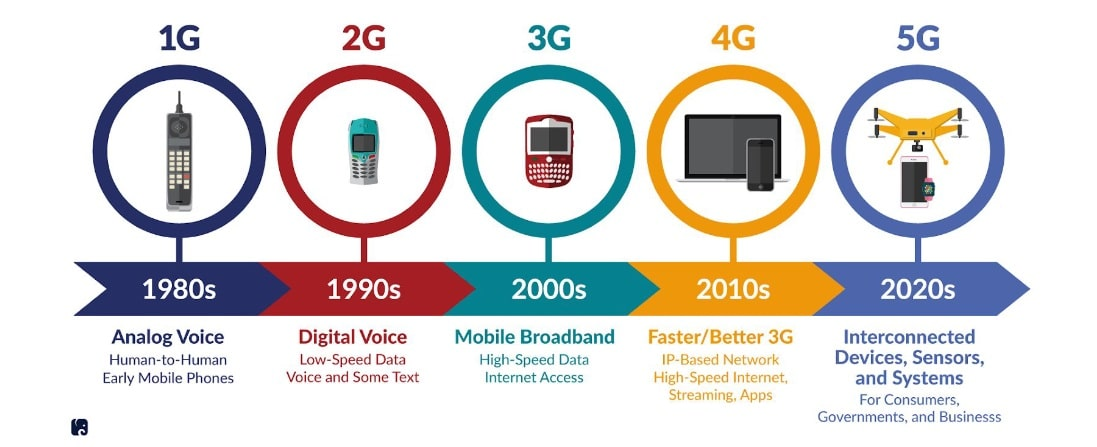 1G
2G
3G
4G
5G
1980s
1990s
2000s
2010s
2020s
Analog Voice
Human-to-Human
Early Mobile Phones
Digital Voice
Low-Speed Data
Voice and Some Text
Mobile Broadband
High-Speed Data
Internet Access
Faster/Better 3G
IP-Based Network
High-Speed Internet,
Streaming, Apps
Interconnected
Devices, Sensors,
and Systems
For Consumers,
Governments, and Businesss